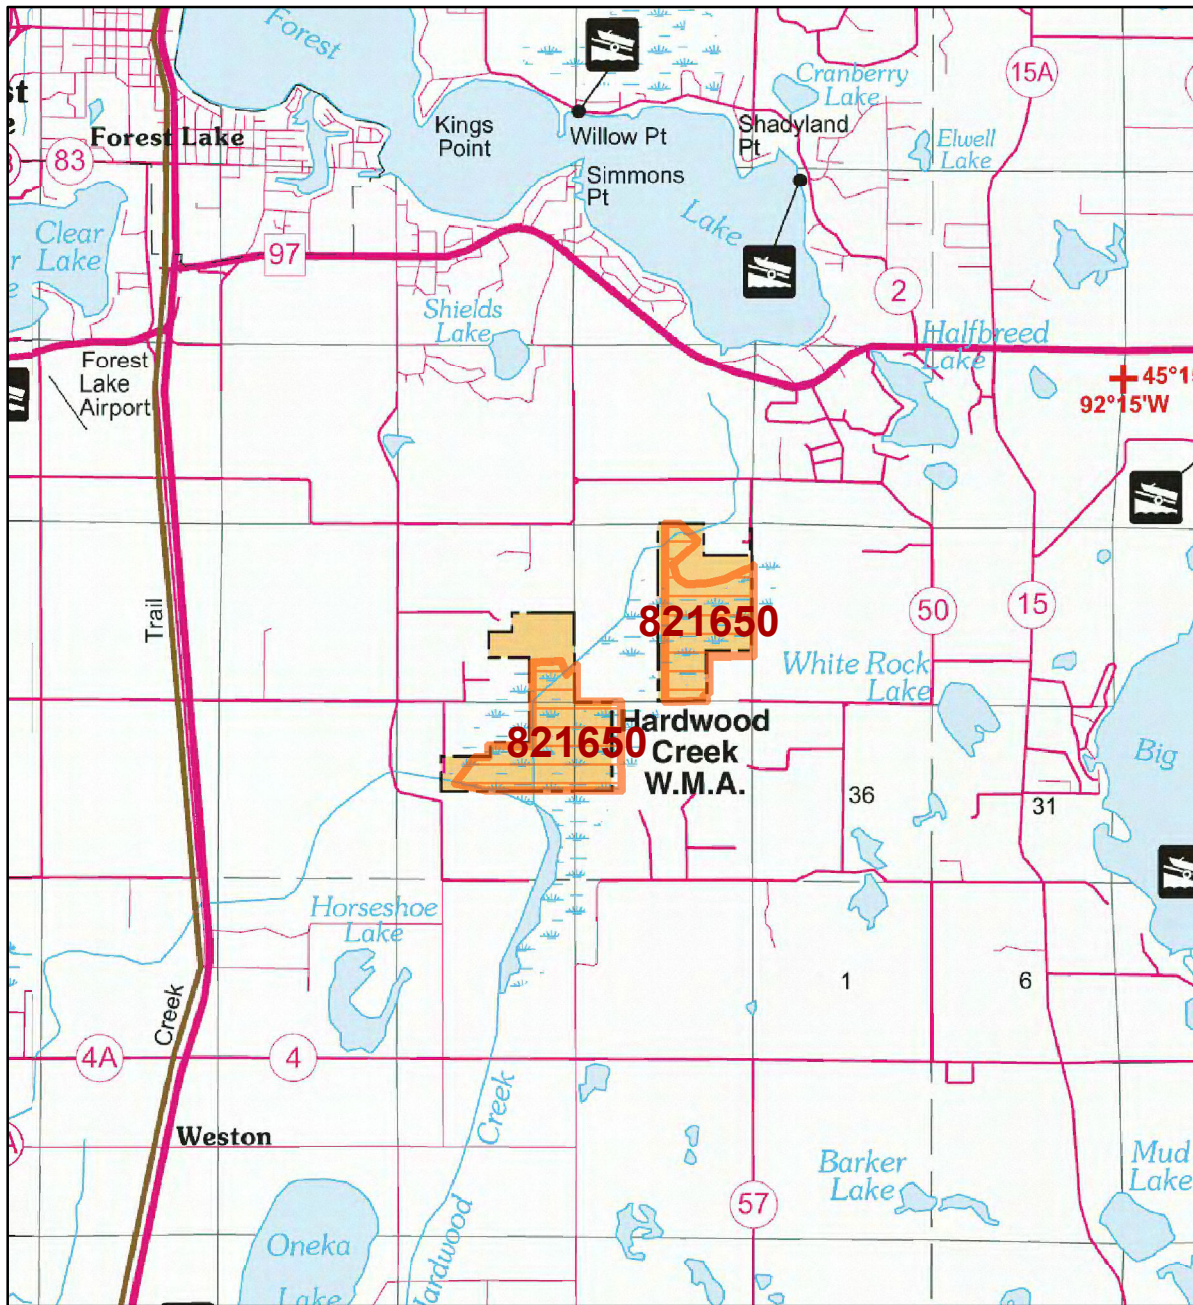 Forest
15A
Cranberry
Lake
st
e
Forest Lake
Kings
Point
Willow Pt
Shadyland
Pt
Elwell
Lake
83
Simmons
Pt
Clear
Lake
r
e
Lake
97
2
Shields
Lake
Halfbreed
Lake
Forest
Lake
Airport
45°15
92°15'W
Trail
821650
50
15
White Rock
Lake
Hardwood
Creek
W.M.A.
821650
Big
36
31
Horseshoe
Lake
1
6
Creek
4A
4
Weston
Creek
Barker
Lake
Mud
Lake
57
Oneka
Lake
Hardwood